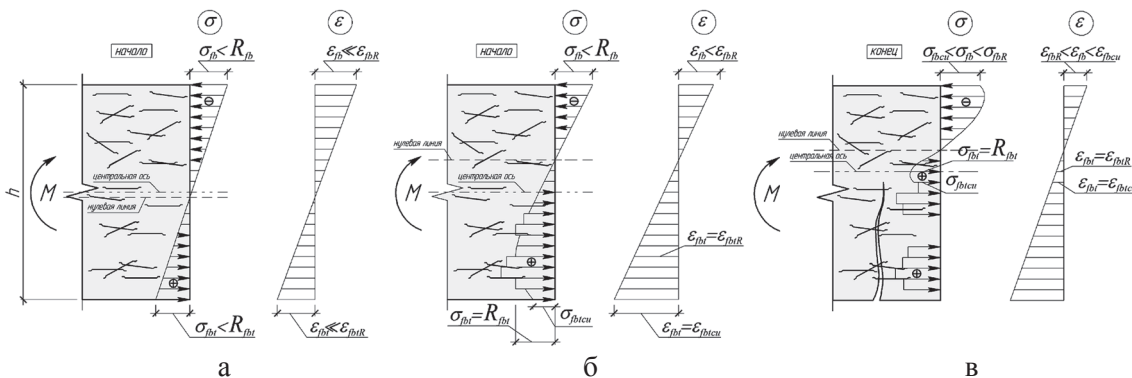 σ
ε
начало
σfb<Rfb
εfb≪εfbR
h
M
центральная ось
нулевая линия
σfbt<Rfbt
εfbt≪εfbtR
а
σ
ε
начало
σfb<Rfb
εfb<εfbR
нулевая линия
центральная ось
M
εfbt=εfbtR
σfbt=Rfbt
σfbtcu
εfbt=εfbtcu
б
σ
ε
конец
σfbcu<σfb<σfbR
εfbR<εfb<εfbcu
нулевая линия
центральная ось
M
σfbt=Rfbt
σfbtcu
εfbt=εfbtR
εfbt=εfbtc
в